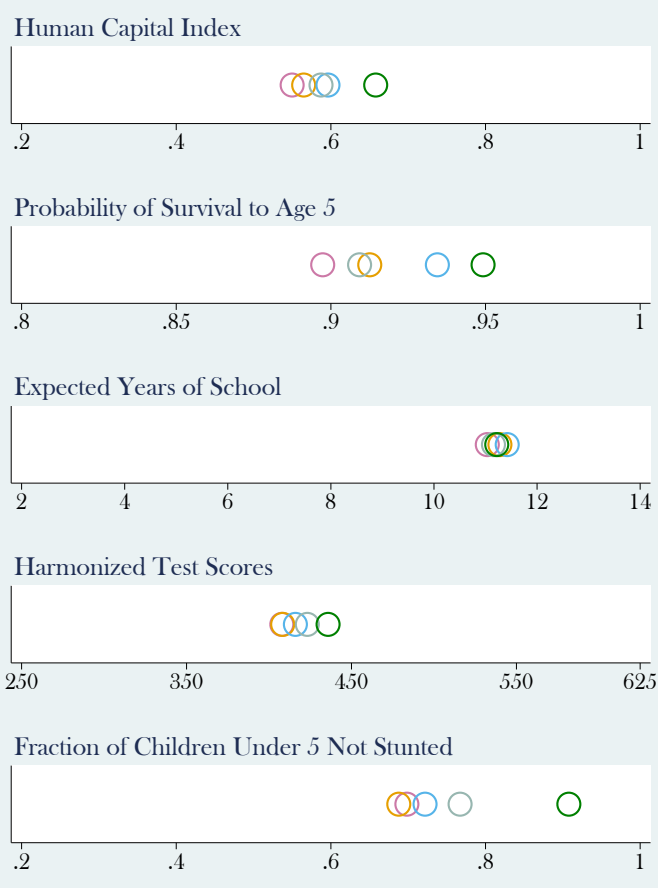 Human Capital Index
.2 .4 .6 .8 1
Probability of Survival to Age 5
.8 .85 .9 .95 1
Expected Years of School
2 4 6 8 10 12 14
Harmonized Test Scores
250 350 450 550 625
Fraction of Children Under 5 Not Stunted
.2 .4 .6 .8 1